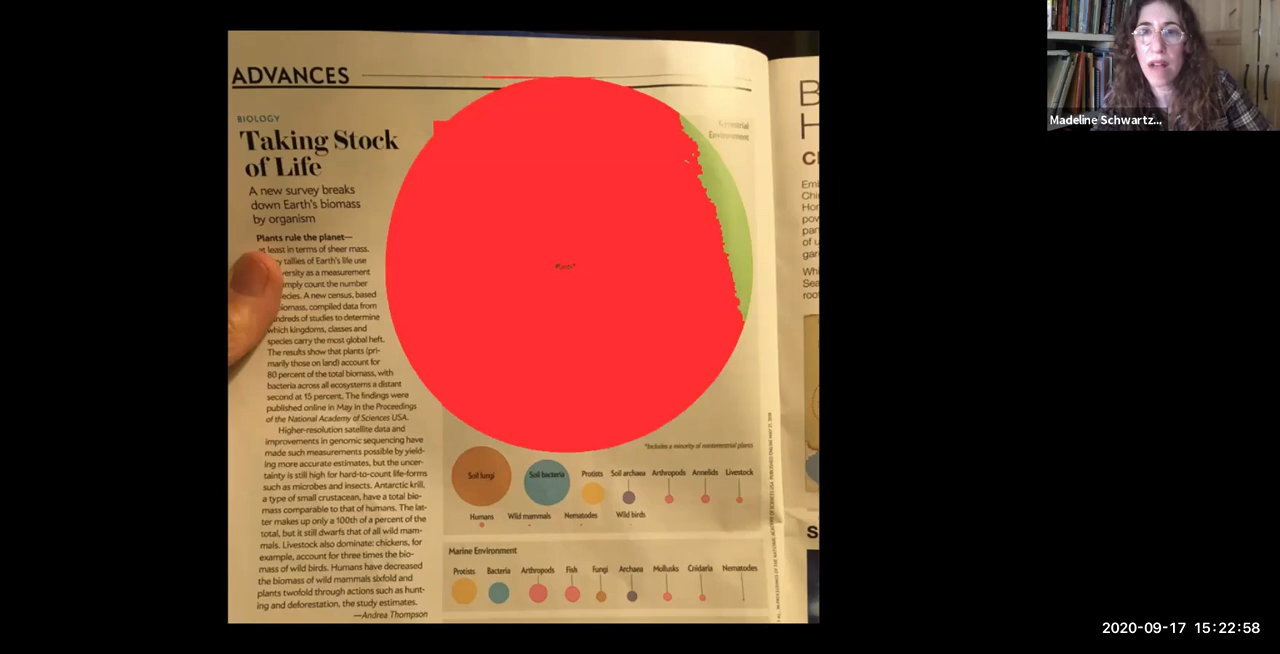 ADVANCES
BIOLOGY
Taking Stock
of Life
A new survey breaks
down Earth's biomass
by organism
Plants rule the planet—
at least in terms of sheer mass.
tallies of Earth's life use
versity as a measurement
imply count the number
ecies. A new census, based
biomass, compiled data from
hundreds of studies to determine
which kingdoms, classes and
species carry the most global heft.
The results show that plants (pri-
marily those on land) account for
80 percent of the total biomass, with
bacteria across all ecosystems a distant
second at 15 percent. The findings were
published online in May in the Proceedings
of the National Academy of Sciences USA.
Higher-resolution satellite data and
improvements in genomic sequencing have
made such measurements possible by yield-
ing more accurate estimates, but the uncer-
tainty is still high for hard-to-count life-forms
such as microbes and insects. Antarctic krill,
a type of small crustacean, have a total bio-
mass comparable to that of humans. The lat-
ter makes up only a 100th of a percent of the
total, but it still dwarfs that of all wild mam-
mals. Livestock also dominate: chickens, for
example, account for three times the bio-
mass of wild birds. Humans have decreased
the biomass of wild mammals sixfold and
plants twofold through actions such as hunt-
ing and deforestation, the study estimates.
—Andrea Thompson
Terrestrial
Environment
Plants*
*Includes a minority of nonterrestrial plants
Soil fungi Soil bacteria Protists Soil archaea Arthropods Annelids Livestock
Humans Wild mammals Nematodes Wild birds
Marine Environment
Protists Bacteria Arthropods Fish Fungi Archaea Mollusks Cnidaria Nematodes
Madeline Schwartz...
2020-09-17 15:22:58